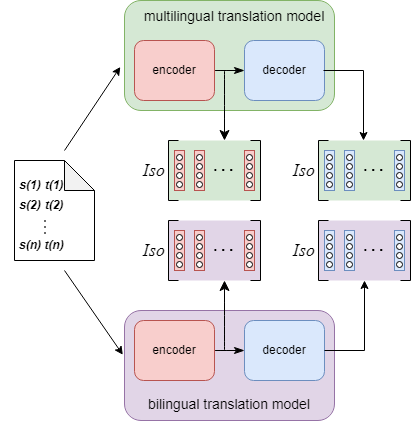 multilingual translation model
encoder
decoder
Iso
...
Iso
...
s(1) t(1)
s(2) t(2)
⋮
s(n) t(n)
Iso
...
Iso
...
encoder
decoder
bilingual translation model